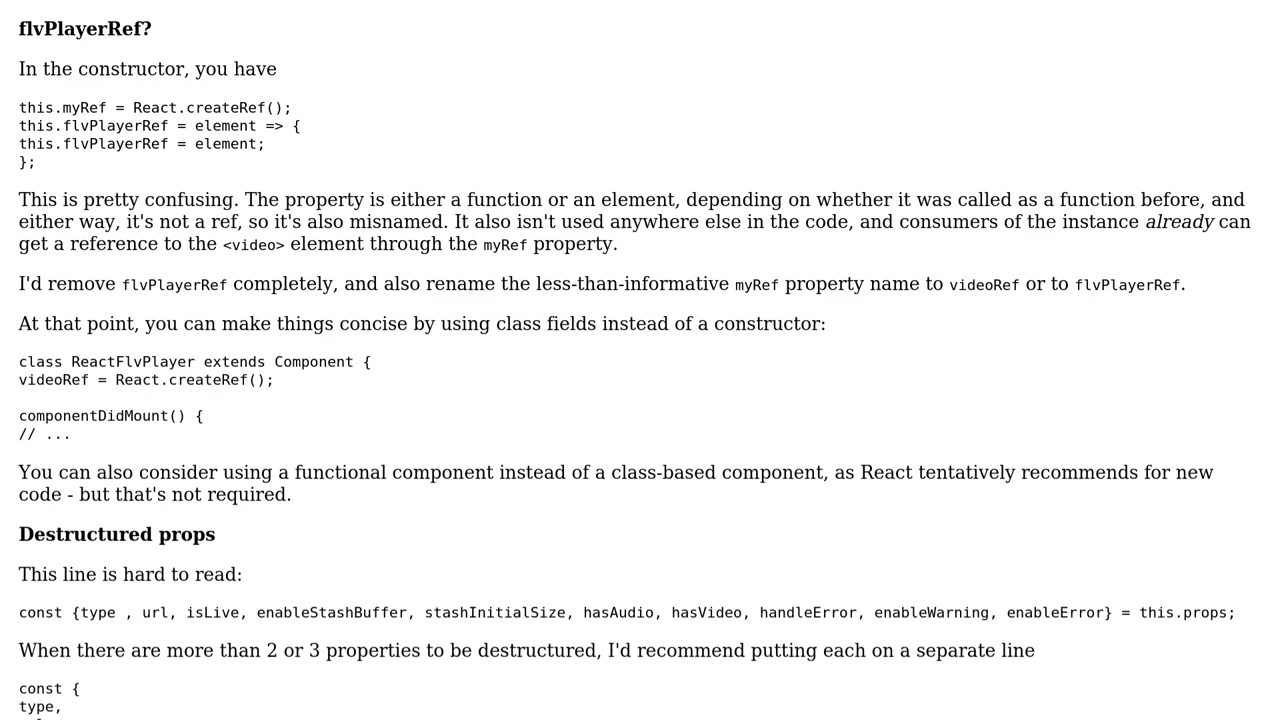 flvPlayerRef?
In the constructor, you have
this.myRef = React.createRef();
this.flvPlayerRef = element => {
this.flvPlayerRef = element;
};
This is pretty confusing. The property is either a function or an element, depending on whether it was called as a function before, and
either way, it's not a ref, so it's also misnamed. It also isn't used anywhere else in the code, and consumers of the instance already can
get a reference to the <video> element through the myRef property.
I'd remove flvPlayerRef completely, and also rename the less-than-informative myRef property name to videoRef or to flvPlayerRef.
At that point, you can make things concise by using class fields instead of a constructor:
class ReactFlvPlayer extends Component {
videoRef = React.createRef();
componentDidMount() {
// ...
You can also consider using a functional component instead of a class-based component, as React tentatively recommends for new
code - but that's not required.
Destructured props
This line is hard to read:
const {type , url, isLive, enableStashBuffer, stashInitialSize, hasAudio, hasVideo, handleError, enableWarning, enableError} = this.props;
When there are more than 2 or 3 properties to be destructured, I'd recommend putting each on a separate line
const {
type,